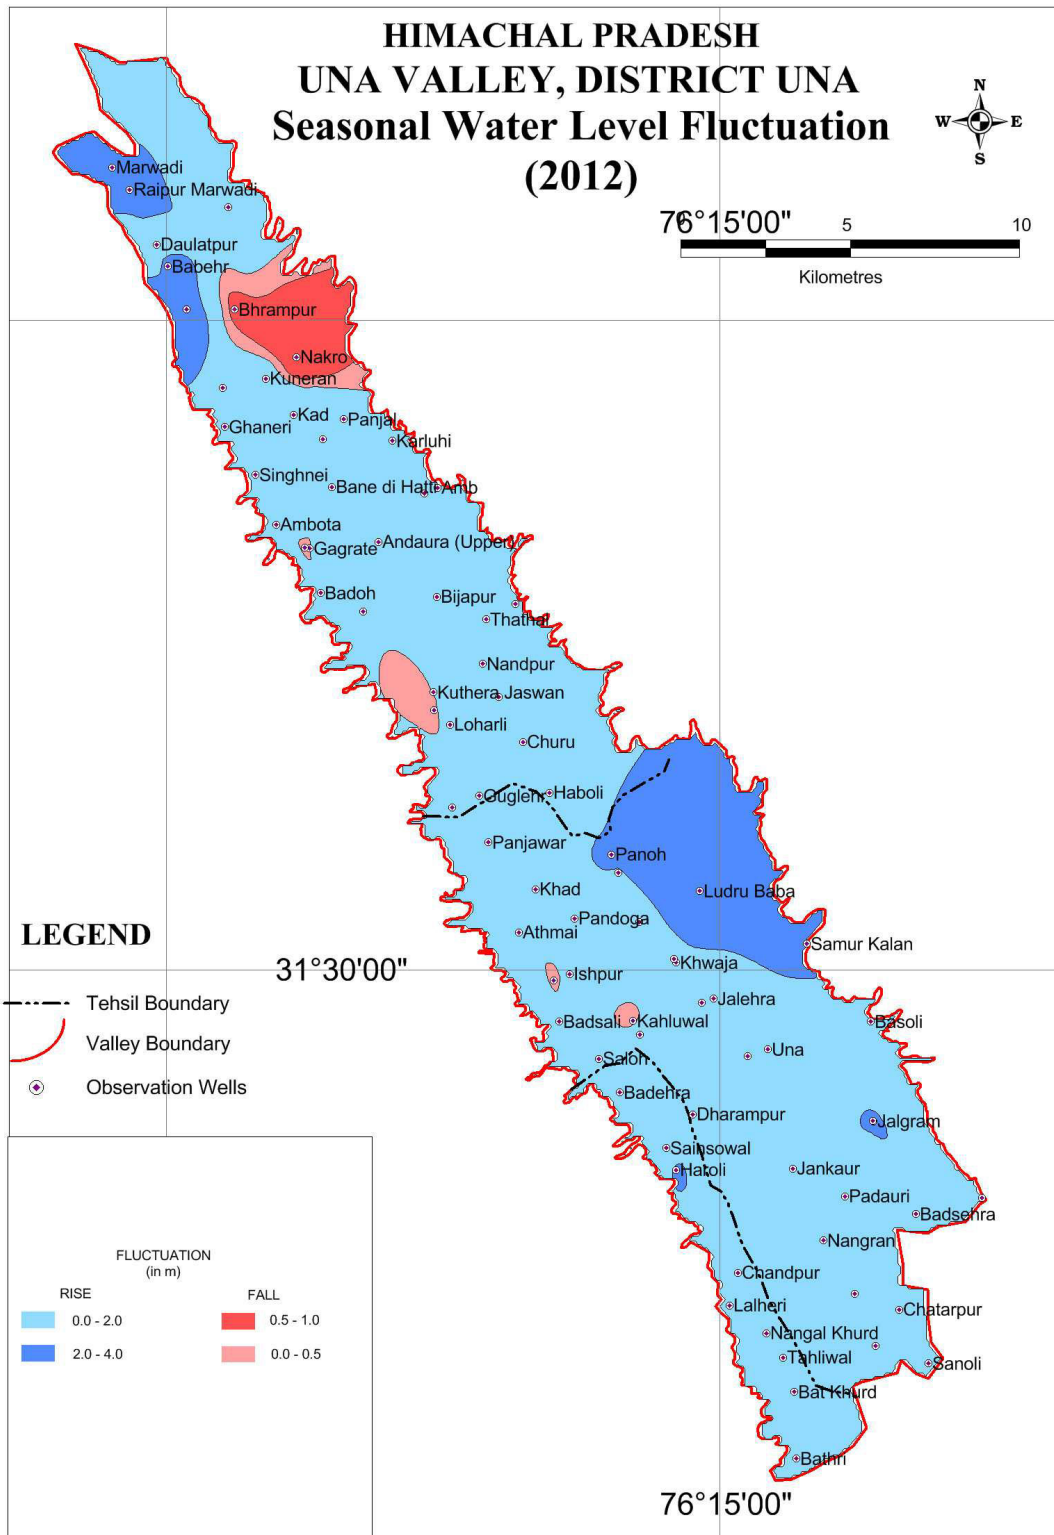 HIMACHAL PRADESH
UNA VALLEY, DISTRICT UNA
Seasonal Water Level Fluctuation
(2012)
N
W E
S
76°15'00"
5 10
Kilometres
Marwadi
Raipur Marwadi
Daulatpur
Babehr
Bhrampur
Nakro
Kuneran
Kad
Panjal
Ghaneri
Karluhi
Singhnei
Bane di Hatti Amb
Ambota
Gagrate
Andaura (Upper)
Badoh
Bijapur
Thathal
Nandpur
Kuthera Jaswan
Loharli
Churu
Guglehr
Haboli
Panjawar
Panoh
Khad
Ludru Baba
Pandoga
Athmai
Samur Kalan
LEGEND
31°30'00"
Ishpur
Khwaja
Tehsil Boundary
Jalehra
Badsali
Kahluwal
Basoli
Valley Boundary
Una
Saloh
Observation Wells
Badehra
Dharampur
Jalgram
Sainsowal
Hatoli
Jankaur
Padauri
Badsehra
Nangran
FLUCTUATION
(in m)
Chandpur
RISE FALL
Lalheri
Chatarpur
0.0 - 2.0 0.5 - 1.0
Nangal Khurd
2.0 - 4.0 0.0 - 0.5
Tahliwal
Sanoli
Bat Khurd
Bathri
76°15'00"